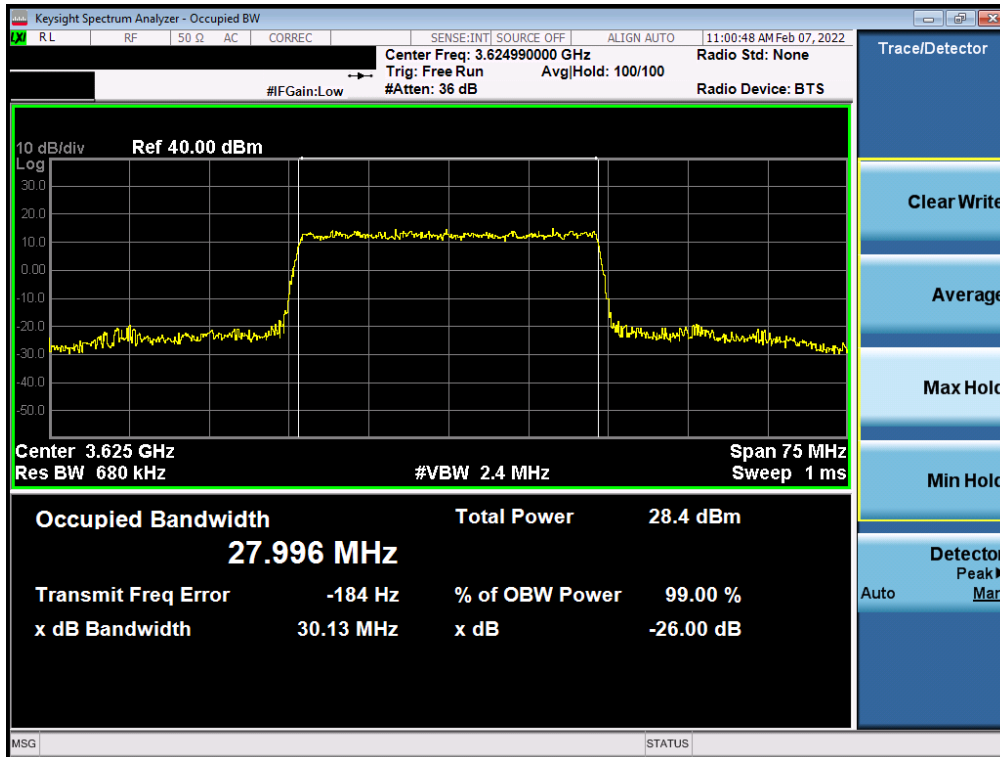 Keysight Spectrum Analyzer - Occupied BW
LXI RL RF 50 Ω AC CORREC SENSE:INT SOURCE OFF ALIGN AUTO 11:00:48 AM Feb 07, 2022
Center Freq: 3.624990000 GHz Radio Std: None
Trig: Free Run Avg|Hold: 100/100
#IFGain:Low #Atten: 36 dB Radio Device: BTS
10 dB/div Ref 40.00 dBm
Log
30.0
20.0
10.0
0.00
-10.0
-20.0
-30.0
-40.0
-50.0
Center 3.625 GHz Span 75 MHz
Res BW 680 kHz #VBW 2.4 MHz Sweep 1 ms
Occupied Bandwidth Total Power 28.4 dBm
27.996 MHz
Transmit Freq Error -184 Hz % of OBW Power 99.00 %
x dB Bandwidth 30.13 MHz x dB -26.00 dB
MSG STATUS
Trace/Detector
Clear Write
Average
Max Hold
Min Hold
Detector
Peak
Auto Man